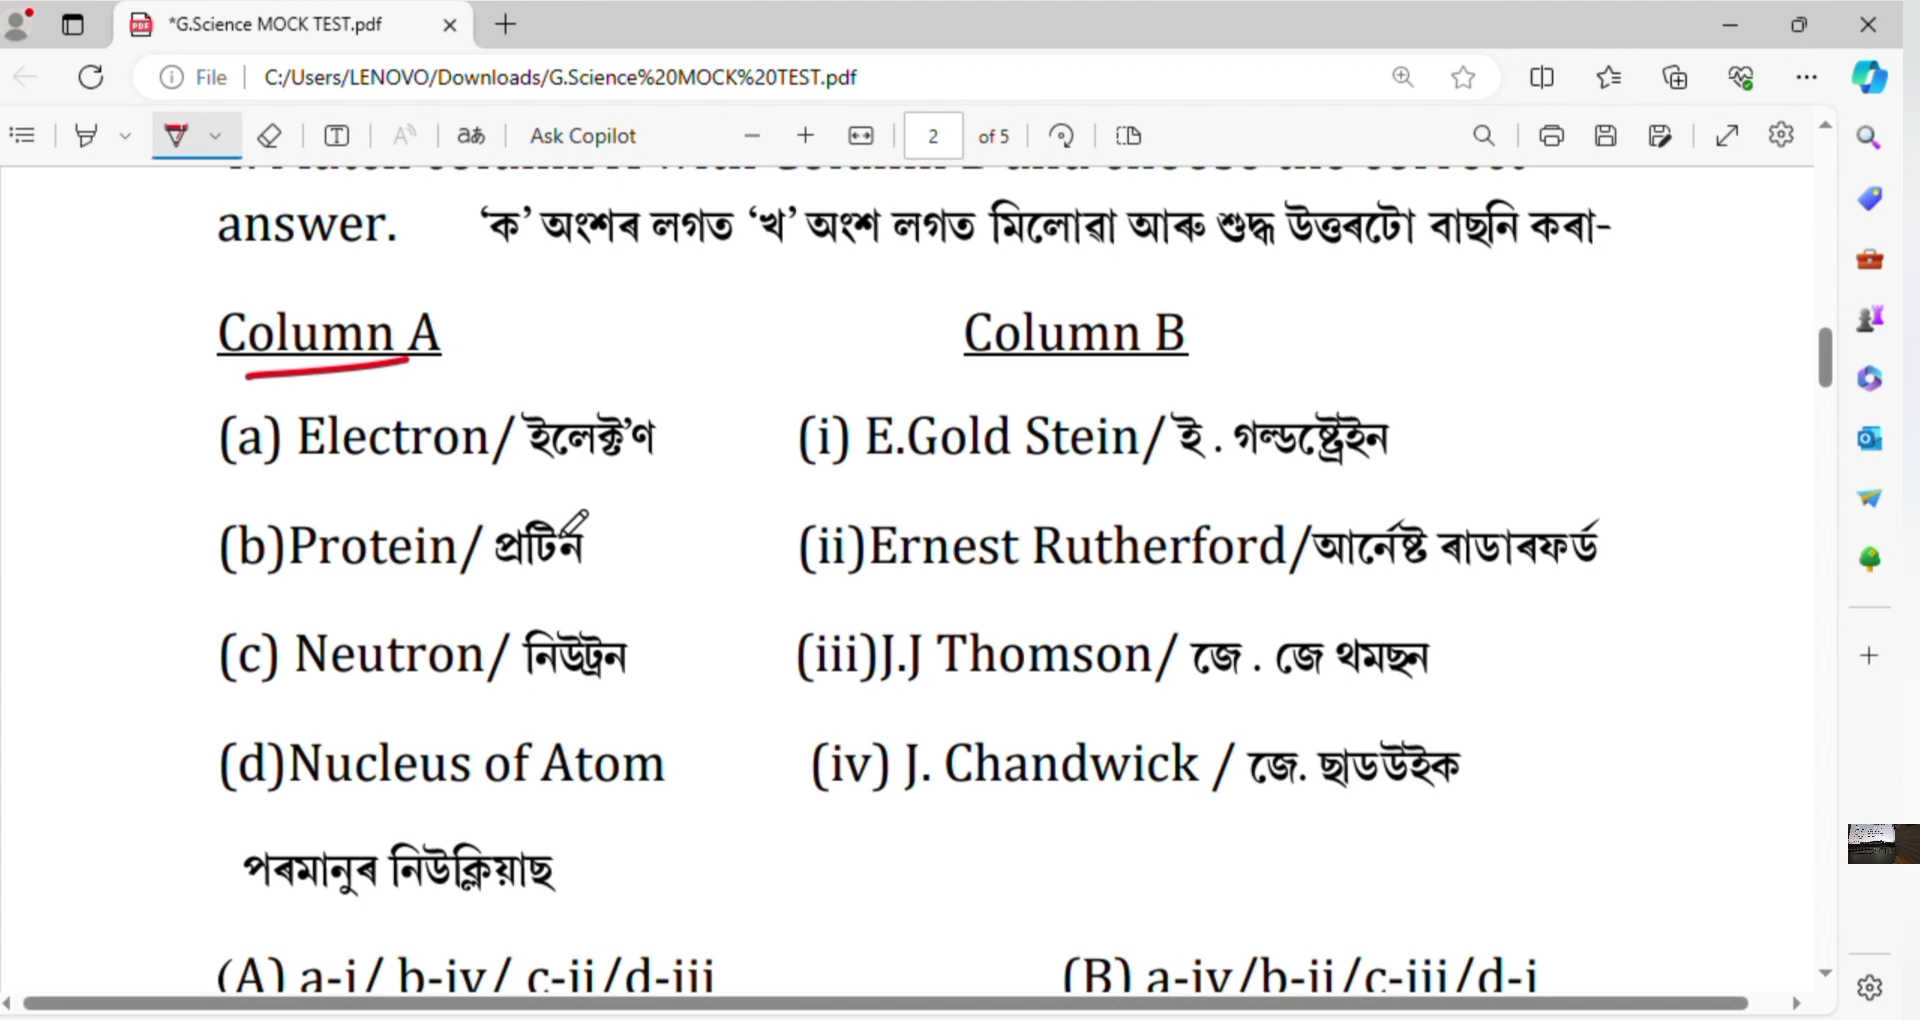 *G.Science MOCK TEST.pdf
File C:/Users/LENOVO/Downloads/G.Science%20MOCK%20TEST.pdf
Ask Copilot 2 of 5
answer. ‘ক’ অংশৰ লগত ‘খ’ অংশ লগত মিলোৱা আৰু শুদ্ধ উত্তৰটো বাছনি কৰা-
Column A Column B
(a) Electron/ ইলেক্ট্ৰ’ণ (i) E.Gold Stein/ ই . গল্ডষ্ট্ৰেইন
(b)Protein/ প্ৰটিন (ii)Ernest Rutherford/আৰ্নেষ্ট ৰাডাৰফৰ্ড
(c) Neutron/ নিউট্ৰন (iii)J.J Thomson/ জে . জে থমছন
(d)Nucleus of Atom (iv) J. Chandwick / জে. ছাডউইক
পৰমানুৰ নিউক্লিয়াছ
(A) a-i/ b-iv/ c-ii/d-iii (B) a-iv/b-ii/c-iii/d-i